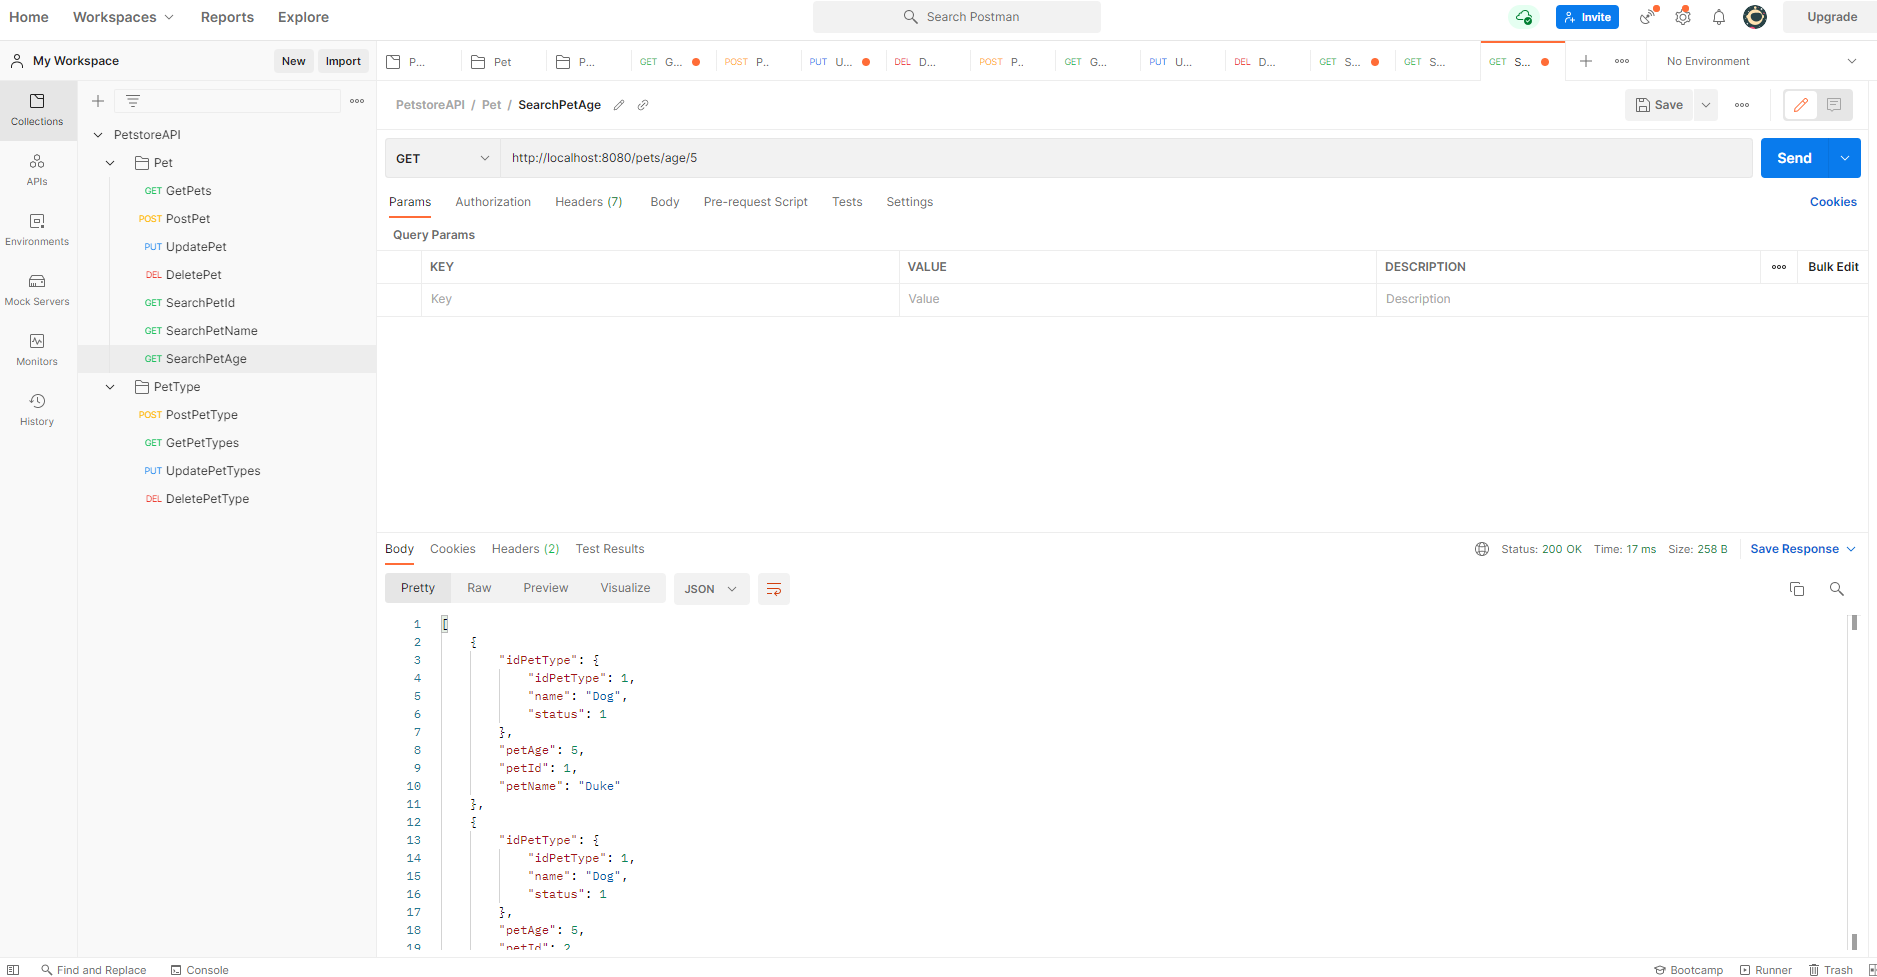 Home Workspaces Reports Explore Search Postman Invite Upgrade
My Workspace New Import P... Pet P... GET G... POST P.. PUT U... DEL D... POST P.. GET G... PUT U... DEL D... GET S... GET S... GET S... No Environment
Collections
APIs
Environments
Mock Servers
Monitors
History
PetstoreAPI
Pet
GET GetPets
POST PostPet
PUT UpdatePet
DEL DeletePet
GET SearchPetId
GET SearchPetName
GET SearchPetAge
PetType
POST PostPetType
GET GetPetTypes
PUT UpdatePetTypes
DEL DeletePetType
PetstoreAPI / Pet / SearchPetAge Save
GET http://localhost:8080/pets/age/5 Send
Params Authorization Headers (7) Body Pre-request Script Tests Settings Cookies
Query Params
KEY VALUE DESCRIPTION Bulk Edit
Key Value Description
Body Cookies Headers (2) Test Results Status: 200 OK Time: 17 ms Size: 258 B Save Response
Pretty Raw Preview Visualize JSON
1 [
2 {
3 "idPetType": {
4 "idPetType": 1,
5 "name": "Dog",
6 "status": 1
7 },
8 "petAge": 5,
9 "petId": 1,
10 "petName": "Duke"
11 },
12 {
13 "idPetType": {
14 "idPetType": 1,
15 "name": "Dog",
16 "status": 1
17 },
18 "petAge": 5,
19 "petId": 2
Find and Replace Console Bootcamp Runner Trash